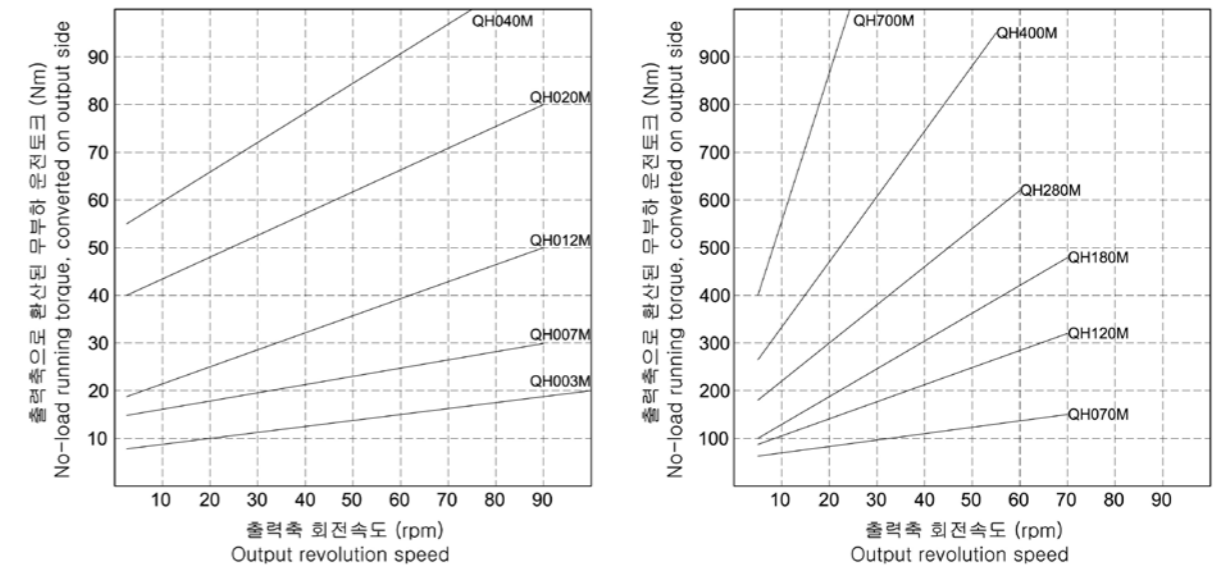 출력축으로 환산된 무부하 운전토크 (Nm)
No-load running torque, converted on output side
90
80
70
60
50
40
30
20
10
QH040M
QH020M
QH012M
QH007M
QH003M
10 20 30 40 50 60 70 80 90
출력축 회전속도 (rpm)
Output revolution speed
출력축으로 환산된 무부하 운전토크 (Nm)
No-load running torque, converted on output side
900
800
700
600
500
400
300
200
100
QH700M
QH400M
QH280M
QH180M
QH120M
QH070M
10 20 30 40 50 60 70 80 90
출력축 회전속도 (rpm)
Output revolution speed